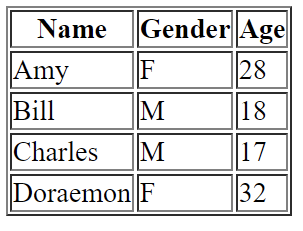 Name Gender Age
Amy F 28
Bill M 18
Charles M 17
Doraemon F 32